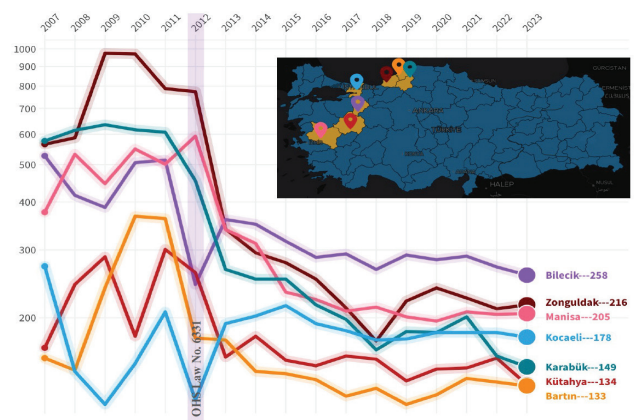 2007 2008 2009 2010 2011 2012 2013 2014 2015 2016 2017 2018 2019 2020 2021 2022 2023
1000
900
800
700
600
500
400
300
200
OHS Law No. 6331
HALEP
Bilecik---258
Zonguldak---216
Manisa---205
Kocaeli---178
Karabük---149
Kütahya---134
Bartın---133